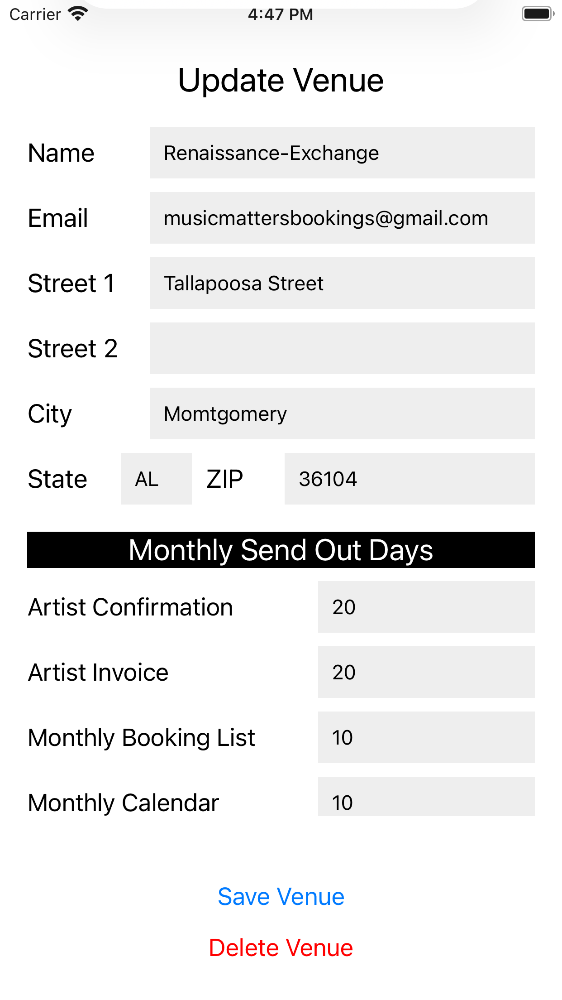 Carrier 4:47 PM
Update Venue
Name Renaissance-Exchange
Email musicmattersbookings@gmail.com
Street 1 Tallapoosa Street
Street 2
City Momtgomery
State AL ZIP 36104
Monthly Send Out Days
Artist Confirmation 20
Artist Invoice 20
Monthly Booking List 10
Monthly Calendar 10
Save Venue
Delete Venue